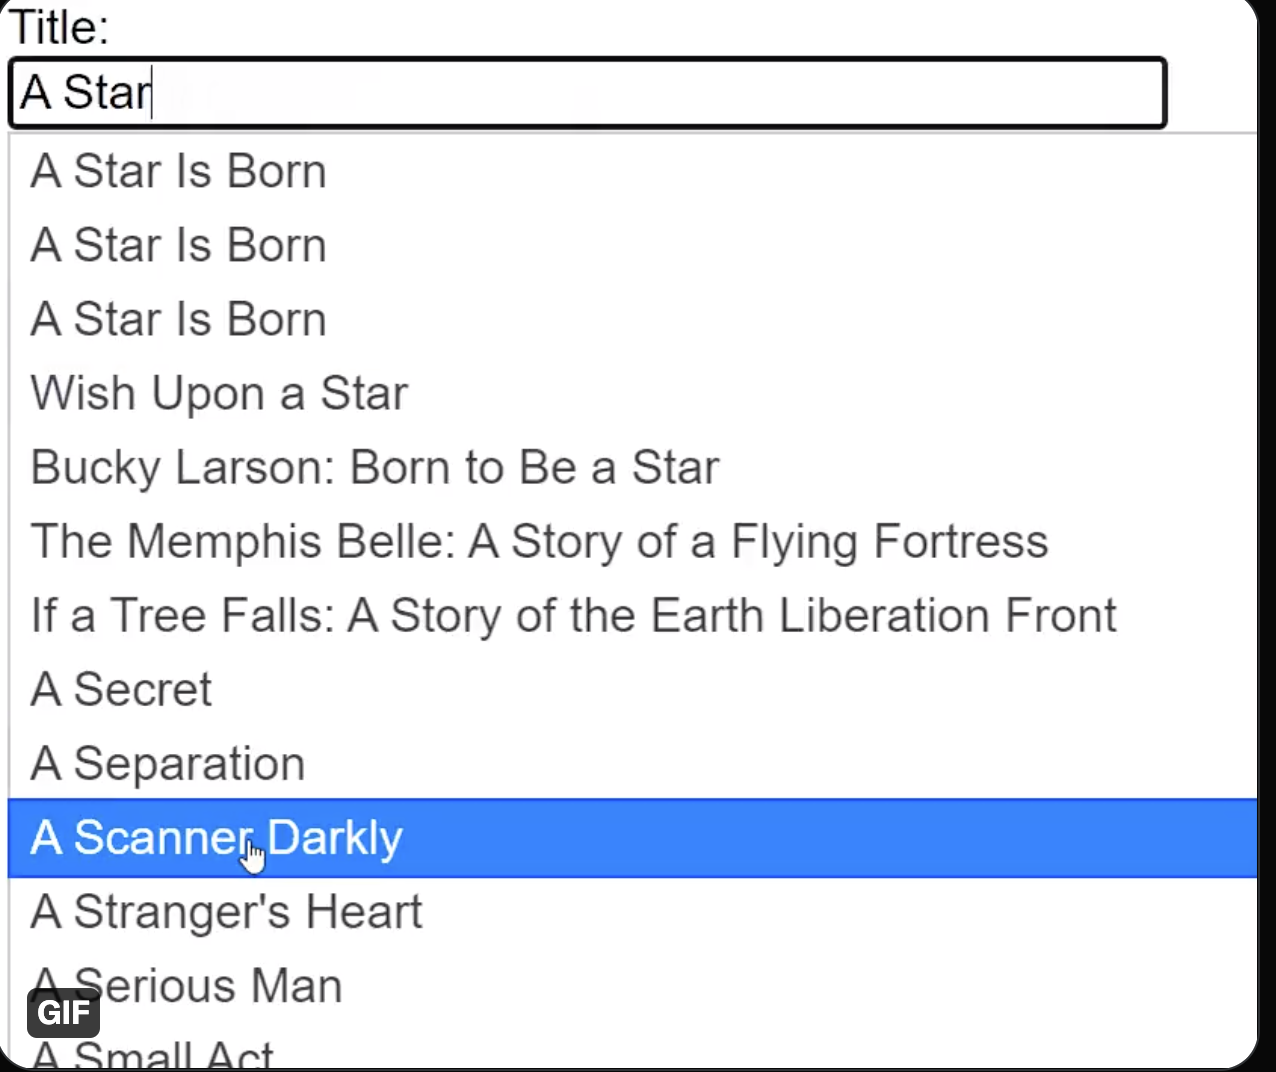 Title:
A Star
A Star Is Born
A Star Is Born
A Star Is Born
Wish Upon a Star
Bucky Larson: Born to Be a Star
The Memphis Belle: A Story of a Flying Fortress
If a Tree Falls: A Story of the Earth Liberation Front
A Secret
A Separation
A Scanner Darkly
A Stranger's Heart
A Serious Man
GIF
A Small Act